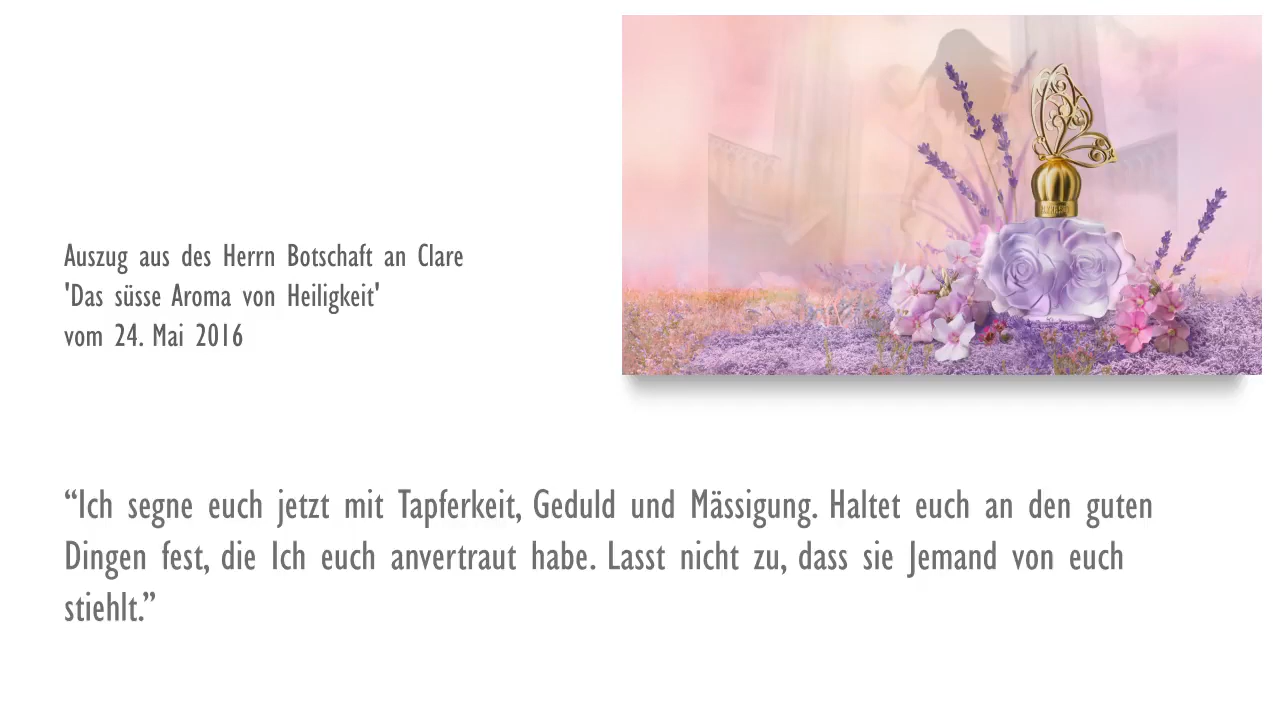 Auszug aus des Herrn Botschaft an Clare
'Das süsse Aroma von Heiligkeit'
vom 24. Mai 2016
“Ich segne euch jetzt mit Tapferkeit, Geduld und Mässigung. Haltet euch an den guten
Dingen fest, die Ich euch anvertraut habe. Lasst nicht zu, dass sie Jemand von euch
stiehlt.”